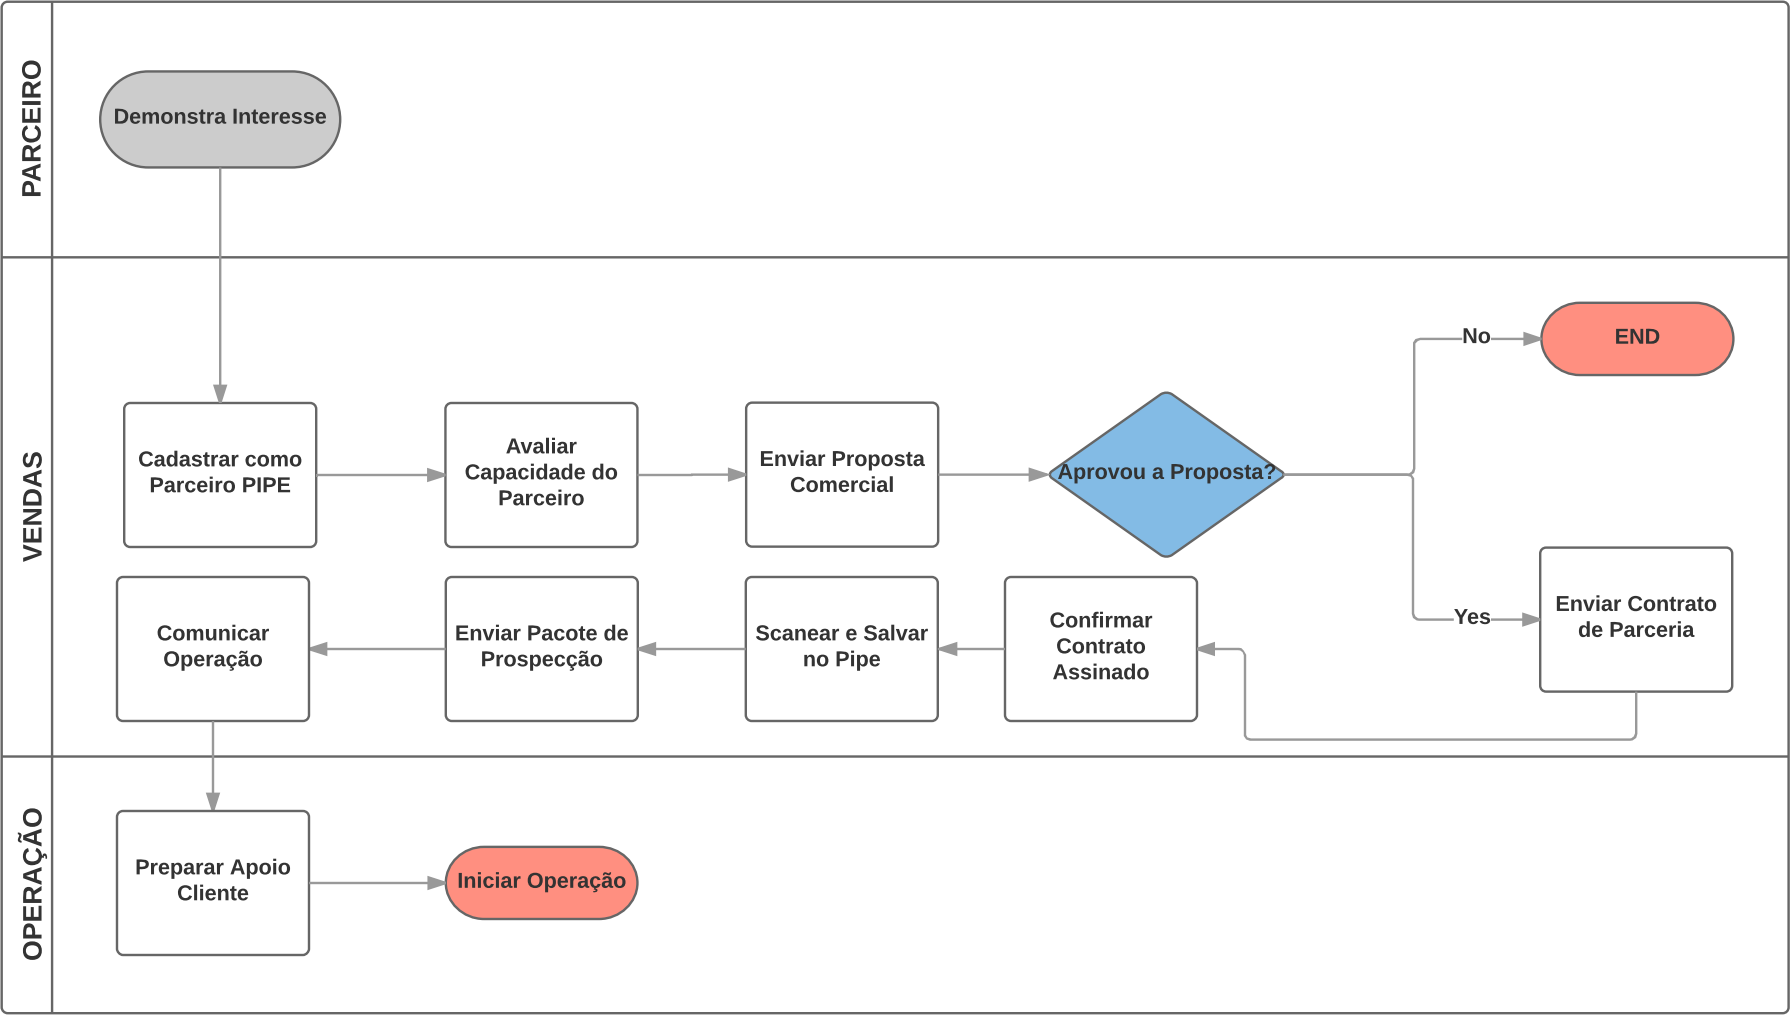 PARCEIRO
Demonstra Interesse
VENDAS
Cadastrar como
Parceiro PIPE
Avaliar
Capacidade do
Parceiro
Enviar Proposta
Comercial
Aprovou a Proposta?
No
END
Yes
Enviar Contrato
de Parceria
Confirmar
Contrato
Assinado
Scanear e Salvar
no Pipe
Enviar Pacote de
Prospecção
Comunicar
Operação
OPERAÇÃO
Preparar Apoio
Cliente
Iniciar Operação